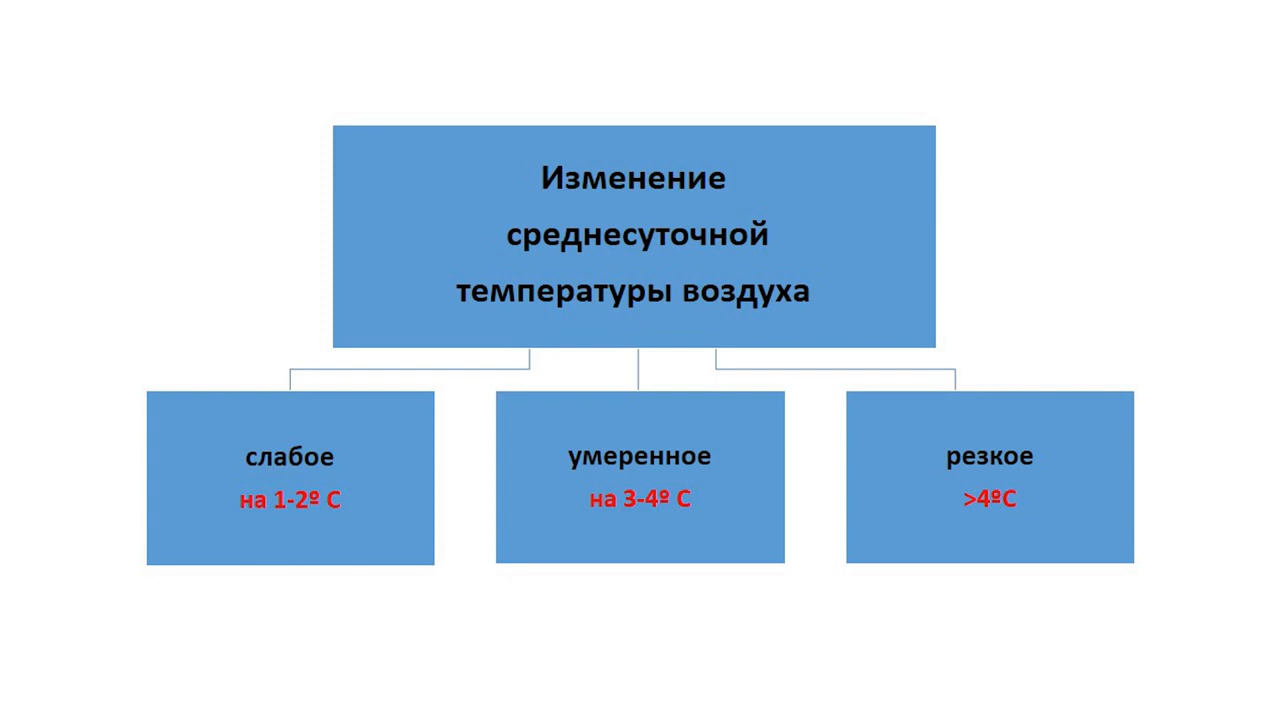 Изменение
среднесуточной
температуры воздуха
слабое
на 1-2º С
умеренное
на 3-4º С
резкое
>4ºС